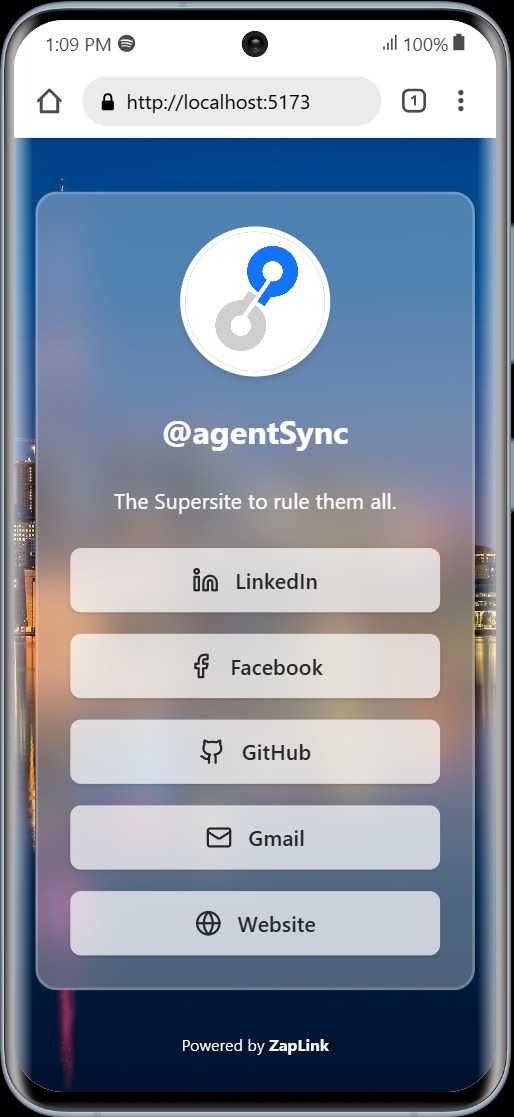 1:09 PM 100%
http://localhost:5173
1
@agentSync
The Supersite to rule them all.
LinkedIn
Facebook
GitHub
Gmail
Website
Powered by ZapLink